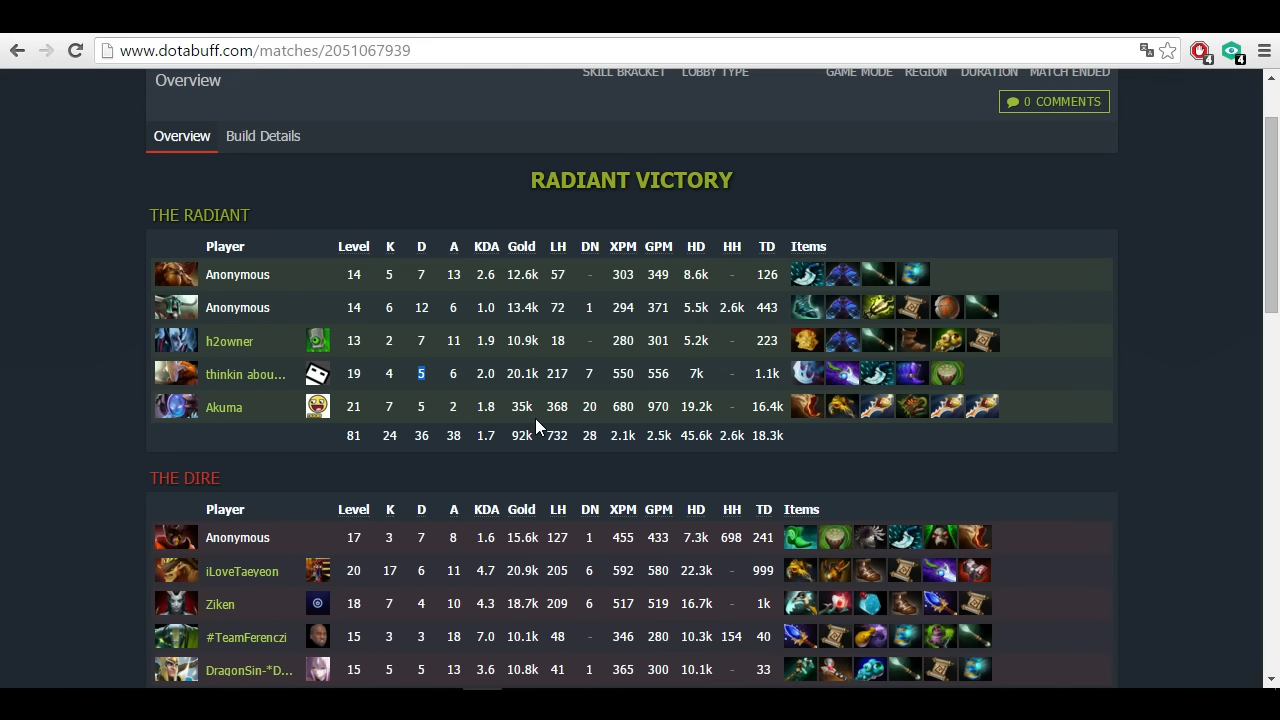 www.dotabuff.com/matches/2051067939
4
4
Overview
SKILL BRACKET LOBBY TYPE GAME MODE REGION DURATION MATCH ENDED
0 COMMENTS
Overview Build Details
RADIANT VICTORY
THE RADIANT
Player Level K D A KDA Gold LH DN XPM GPM HD HH TD Items
Anonymous 14 5 7 13 2.6 12.6k 57 - 303 349 8.6k - 126
Anonymous 14 6 12 6 1.0 13.4k 72 1 294 371 5.5k 2.6k 443
h2owner 13 2 7 11 1.9 10.9k 18 - 280 301 5.2k - 223
thinkin abou... 19 4 5 6 2.0 20.1k 217 7 550 556 7k - 1.1k
Akuma 21 7 5 2 1.8 35k 368 20 680 970 19.2k - 16.4k
81 24 36 38 1.7 92k 732 28 2.1k 2.5k 45.6k 2.6k 18.3k
THE DIRE
Player Level K D A KDA Gold LH DN XPM GPM HD HH TD Items
Anonymous 17 3 7 8 1.6 15.6k 127 1 455 433 7.3k 698 241
iLoveTaeyeon 20 17 6 11 4.7 20.9k 205 6 592 580 22.3k - 999
Ziken 18 7 4 10 4.3 18.7k 209 6 517 519 16.7k - 1k
#TeamFerenczi 15 3 3 18 7.0 10.1k 48 - 346 280 10.3k 154 40
DragonSin-*D... 15 5 5 13 3.6 10.8k 41 1 365 300 10.1k - 33